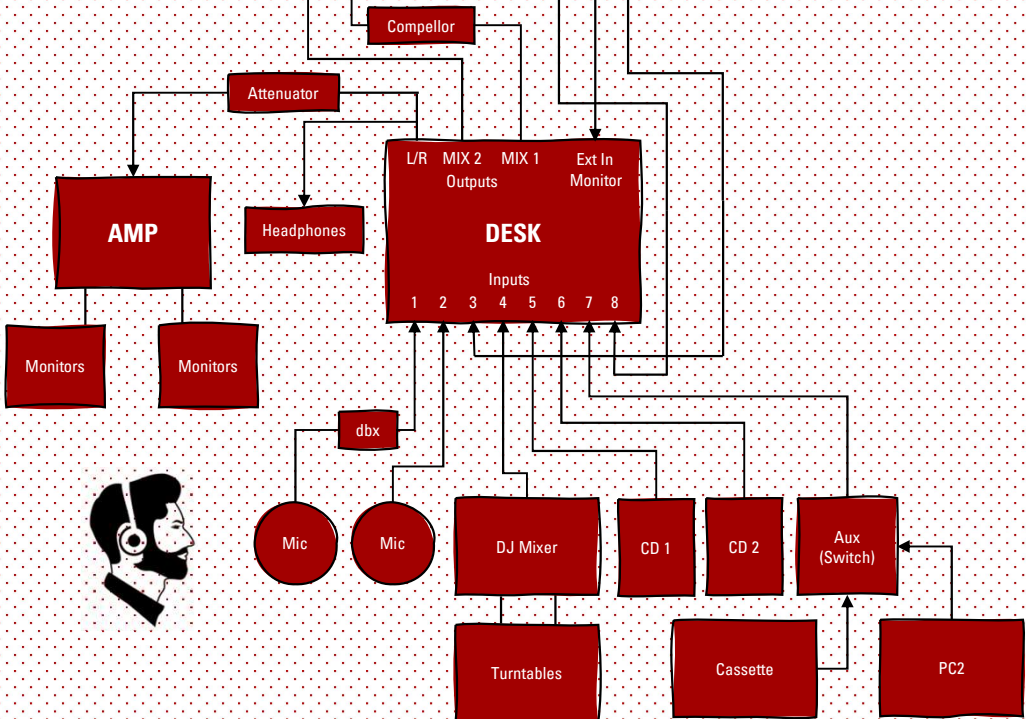 Compellor
Attenuator
L/R MIX 2 MIX 1 Ext In
Outputs Monitor
AMP
Headphones
DESK
Inputs
1 2 3 4 5 6 7 8
Monitors
Monitors
dbx
Mic
Mic
DJ Mixer
CD 1
CD 2
Aux
(Switch)
Turntables
Cassette
PC2